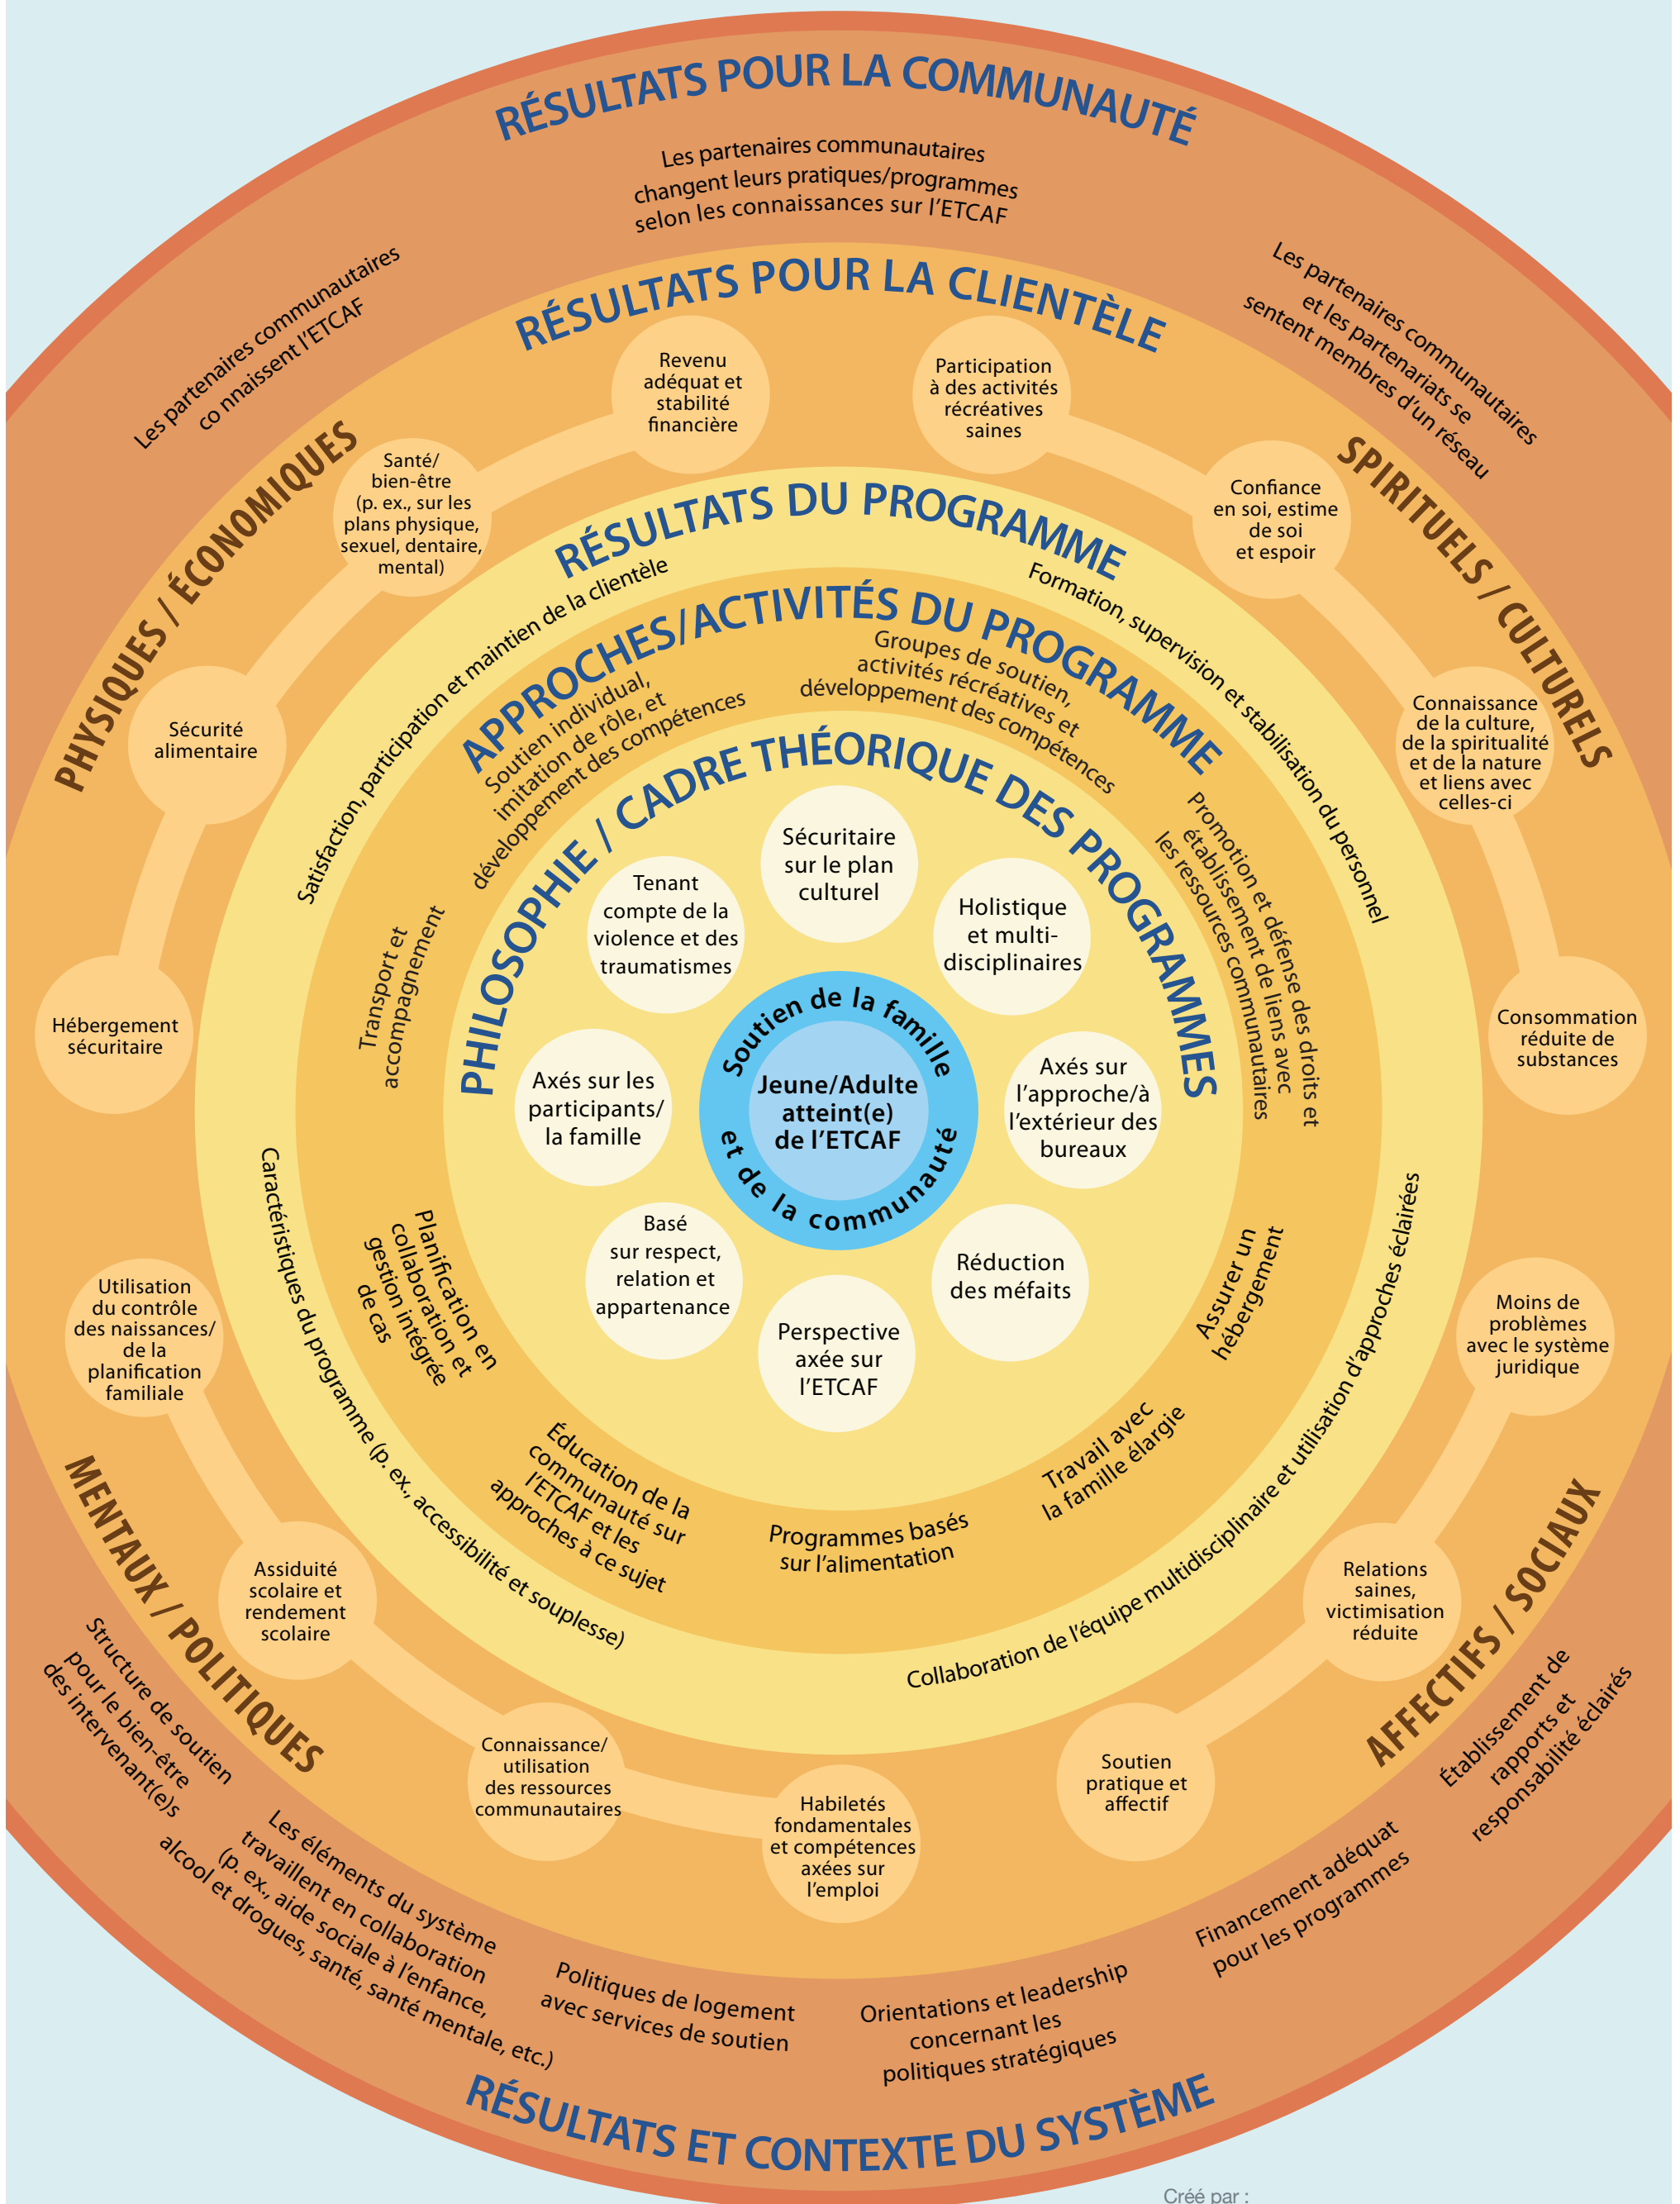 RÉSULTATS POUR LA COMMUNAUTÉ
Les partenaires communautaires
changent leurs pratiques/programmes
selon les connaissances sur l'ETCAF
Les partenaires communautaires
co nnaissent l'ETCAF
Les partenaires communautaires
et les partenariats se
sentent membres d'un réseau
RÉSULTATS POUR LA CLIENTÈLE
PHYSIQUES / ÉCONOMIQUES
Revenu
adéquat et
stabilité
financière
Santé/
bien-être
(p. ex., sur les
plans physique,
sexuel, dentaire,
mental)
Sécurité
alimentaire
Hébergement
sécuritaire
SPIRITUELS / CULTURELS
Participation
à des activités
récréatives
saines
Confiance
en soi, estime
de soi
et espoir
Connaissance
de la culture,
de la spiritualité
et de la nature
et liens avec
celles-ci
Consommation
réduite de
substances
RÉSULTATS DU PROGRAMME
Satisfaction, participation et maintien de la clientèle
Formation, supervision et stabilisation du personnel
APPROCHES/ACTIVITÉS DU PROGRAMME
Soutien individual,
imitation de rôle, et
développement des compétences
Groupes de soutien,
activités récréatives et
développement des compétences
Promotion et défense des droits et
établissement de liens avec
les ressources communautaires
Transport et
accompagnement
PHILOSOPHIE / CADRE THÉORIQUE DES PROGRAMMES
Sécuritaire
sur le plan
culturel
Tenant
compte de la
violence et des
traumatismes
Holistique
et multi-
disciplinaires
Axés sur les
participants/
la famille
Soutien de la famille
et de la communauté
Jeune/Adulte
atteint(e)
de l'ETCAF
Axés sur
l'approche/à
l'extérieur des
bureaux
Basé
sur respect,
relation et
appartenance
Réduction
des méfaits
Perspective
axée sur
l'ETCAF
Planification en
collaboration et
gestion intégrée
de cas
Assurer un
hébergement
Éducation de la
communauté sur
l'ETCAF et les
approches à ce sujet
Programmes basés
sur l'alimentation
Travail avec
la famille élargie
Caractéristiques du programme (p. ex., accessibilité et souplesse)
Collaboration de l'équipe multidisciplinaire et utilisation d'approches éclairées
Utilisation
du contrôle
des naissances/
de la
planification
familiale
Assiduité
scolaire et
rendement
scolaire
Connaissance/
utilisation
des ressources
communautaires
Habiletés
fondamentales
et compétences
axées sur
l'emploi
MENTAUX / POLITIQUES
Moins de
problèmes
avec le système
juridique
Relations
saines,
victimisation
réduite
Soutien
pratique et
affectif
AFFECTIFS / SOCIAUX
Structure de soutien
pour le bien-être
des intervenant(e)s
Les éléments du système
travaillent en collaboration
(p. ex., aide sociale à l'enfance,
alcool et drogues, santé, santé mentale, etc.)
Politiques de logement
avec services de soutien
Orientations et leadership
concernant les
politiques stratégiques
Financement adéquat
pour les programmes
Établissement de
rapports et
responsabilité éclairés
RÉSULTATS ET CONTEXTE DU SYSTÈME
Créé par :